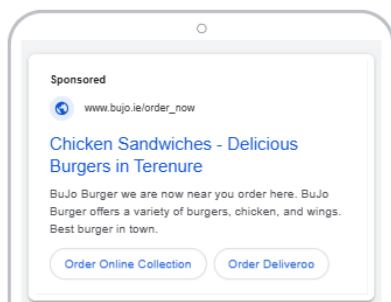 Sponsored
www.bujo.ie/order_now
Chicken Sandwiches - Delicious
Burgers in Terenure
BuJo Burger we are now near you order here. BuJo
Burger offers a variety of burgers, chicken, and wings.
Best burger in town.
Order Online Collection Order Deliveroo